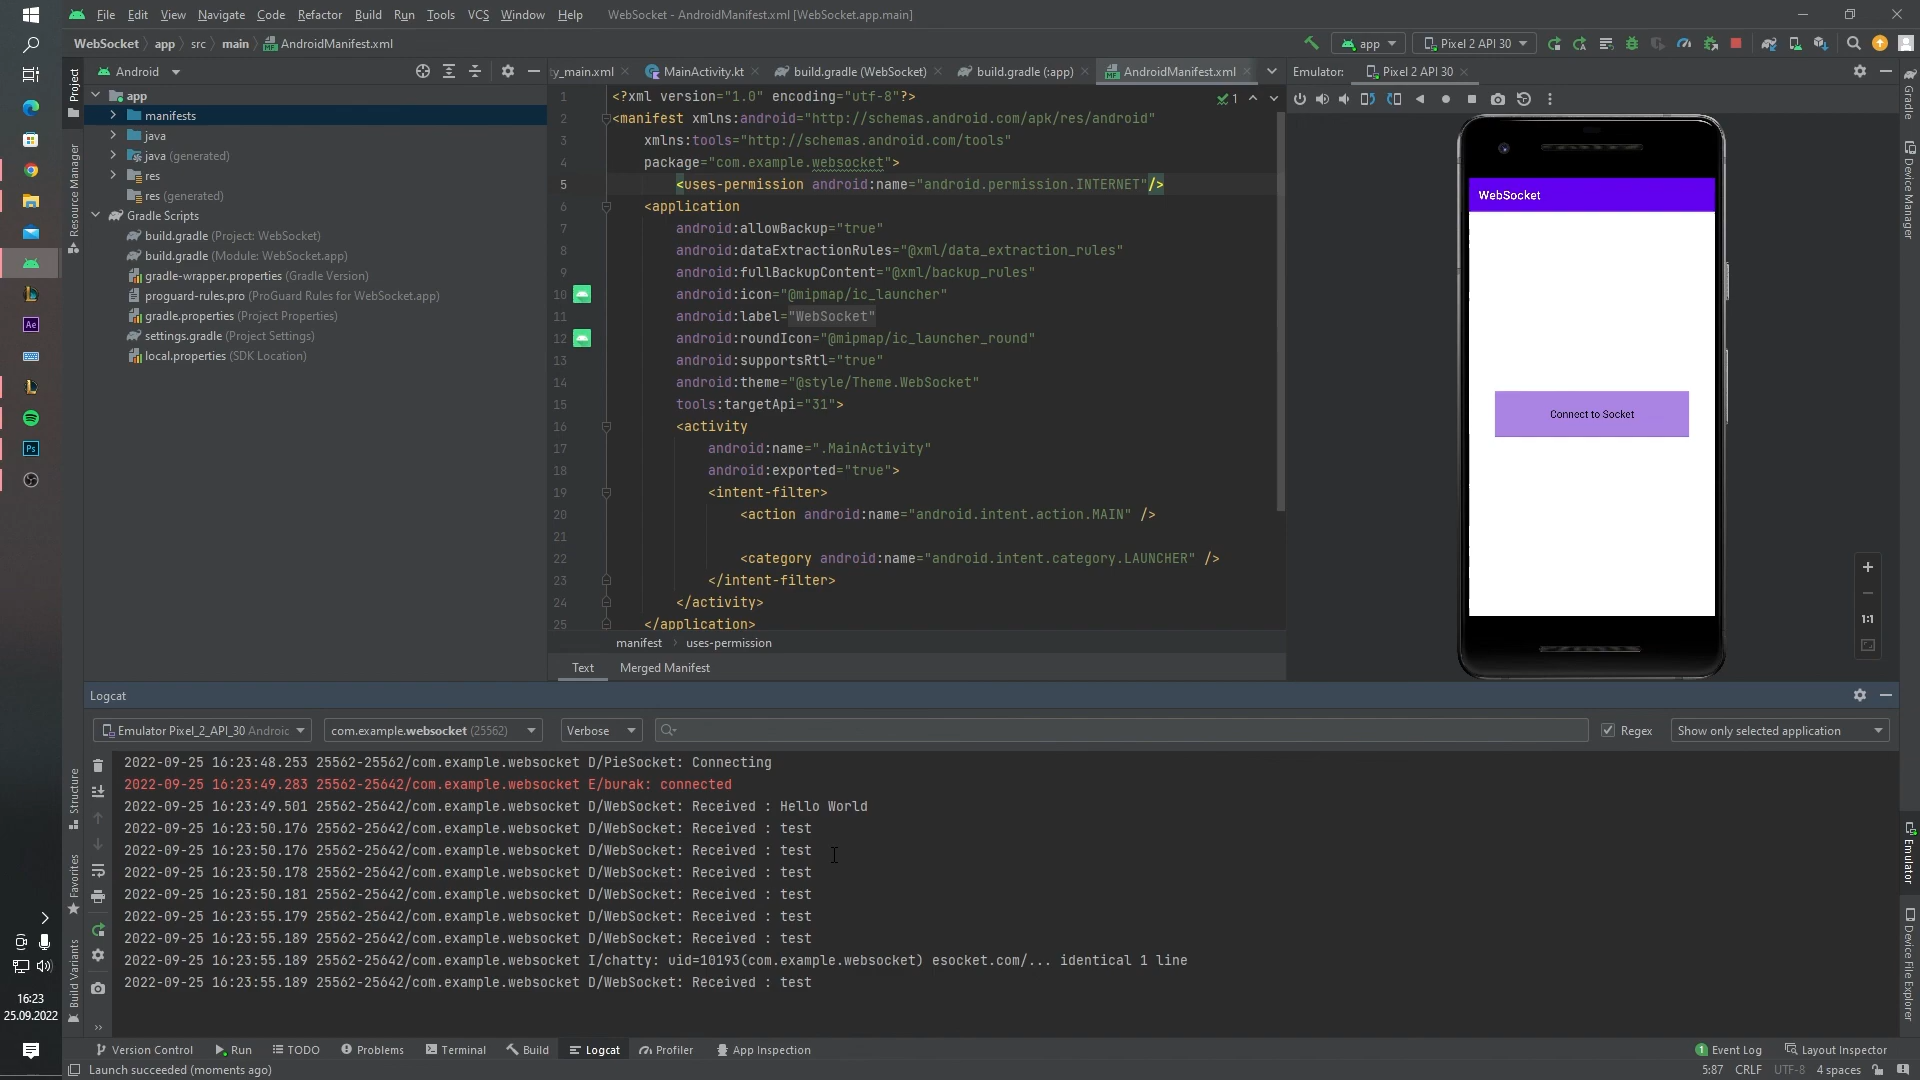 File Edit View Navigate Code Refactor Build Run Tools VCS Window Help WebSocket - AndroidManifest.xml [WebSocket.app.main]
WebSocket app src main AndroidManifest.xml app Pixel 2 API 30
Project Android ty_main.xml MainActivity.kt build.gradle (WebSocket) build.gradle (:app) AndroidManifest.xml Emulator: Pixel 2 API 30
app
manifests
java
java (generated)
res
res (generated)
Gradle Scripts
build.gradle (Project: WebSocket)
build.gradle (Module: WebSocket.app)
gradle-wrapper.properties (Gradle Version)
proguard-rules.pro (ProGuard Rules for WebSocket.app)
gradle.properties (Project Properties)
settings.gradle (Project Settings)
local.properties (SDK Location)
Resource Manager
1 <?xml version="1.0" encoding="utf-8"?> 1
2 <manifest xmlns:android="http://schemas.android.com/apk/res/android"
3 xmlns:tools="http://schemas.android.com/tools"
4 package="com.example.websocket">
5 <uses-permission android:name="android.permission.INTERNET"/>
6 <application
7 android:allowBackup="true"
8 android:dataExtractionRules="@xml/data_extraction_rules"
9 android:fullBackupContent="@xml/backup_rules"
10 android:icon="@mipmap/ic_launcher"
11 android:label="WebSocket"
12 android:roundIcon="@mipmap/ic_launcher_round"
13 android:supportsRtl="true"
14 android:theme="@style/Theme.WebSocket"
15 tools:targetApi="31">
16 <activity
17 android:name=".MainActivity"
18 android:exported="true">
19 <intent-filter>
20 <action android:name="android.intent.action.MAIN" />
21
22 <category android:name="android.intent.category.LAUNCHER" />
23 </intent-filter>
24 </activity>
25 </application>
manifest uses-permission
Text Merged Manifest
WebSocket
Connect to Socket
1:1
Gradle
Device Manager
Emulator
Device File Explorer
Ae
Ps
Logcat
Emulator Pixel_2_API_30 Androic com.example.websocket (25562) Verbose Regex Show only selected application
2022-09-25 16:23:48.253 25562-25562/com.example.websocket D/PieSocket: Connecting
2022-09-25 16:23:49.283 25562-25642/com.example.websocket E/burak: connected
2022-09-25 16:23:49.501 25562-25642/com.example.websocket D/WebSocket: Received : Hello World
2022-09-25 16:23:50.176 25562-25642/com.example.websocket D/WebSocket: Received : test
2022-09-25 16:23:50.176 25562-25642/com.example.websocket D/WebSocket: Received : test
2022-09-25 16:23:50.178 25562-25642/com.example.websocket D/WebSocket: Received : test
2022-09-25 16:23:50.181 25562-25642/com.example.websocket D/WebSocket: Received : test
2022-09-25 16:23:55.179 25562-25642/com.example.websocket D/WebSocket: Received : test
2022-09-25 16:23:55.189 25562-25642/com.example.websocket D/WebSocket: Received : test
2022-09-25 16:23:55.189 25562-25642/com.example.websocket I/chatty: uid=10193(com.example.websocket) esocket.com/... identical 1 line
2022-09-25 16:23:55.189 25562-25642/com.example.websocket D/WebSocket: Received : test
Structure
Favorites
Build Variants
16:23
25.09.2022
Version Control Run TODO Problems Terminal Build Logcat Profiler App Inspection 1 Event Log Layout Inspector
Launch succeeded (moments ago) 5:87 CRLF UTF-8 4 spaces